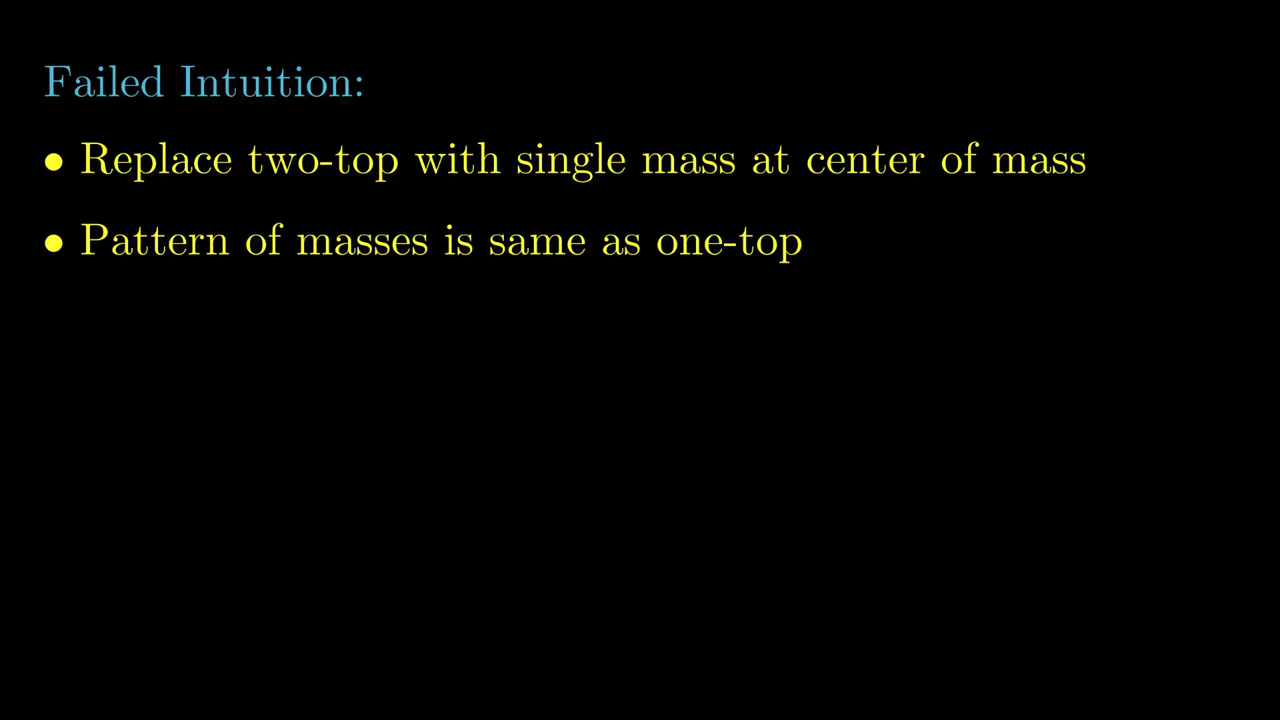 Failed Intuition:
• Replace two-top with single mass at center of mass
• Pattern of masses is same as one-top